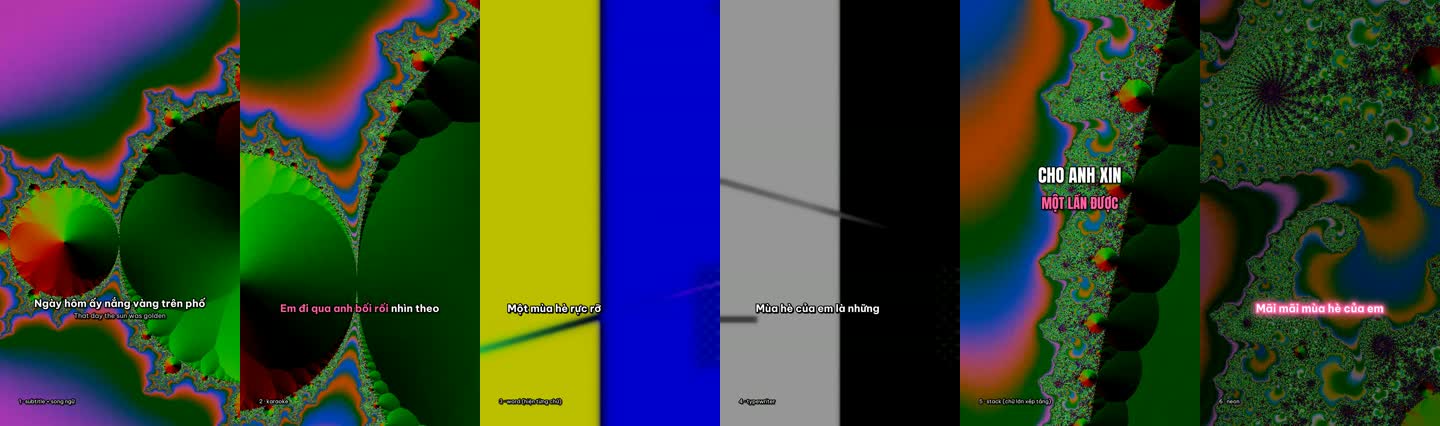 Ngày hôm ấy nắng vàng trên phố
That day the sun was golden
1 · subtitle + song ngữ
Em đi qua anh bối rối nhìn theo
2 · karaoke
Một mùa hè rực rỡ
3 · word (hiện từng chữ)
Mùa hè của em là những
4 · typewriter
CHO ANH XIN
MỘT LẦN ĐƯỢC
5 · stack (chữ lớn xếp tầng)
Mãi mãi mùa hè của em
6 · neon